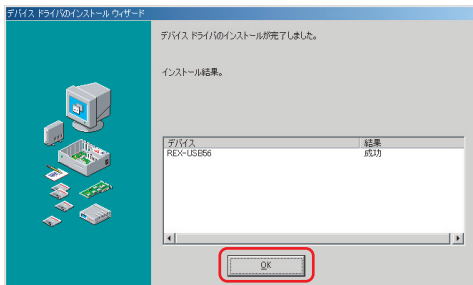 デバイス ドライバのインストール ウィザード
デバイス ドライバのインストールが完了しました。
インストール結果。
デバイス 結果
REX-USB56 成功
OK